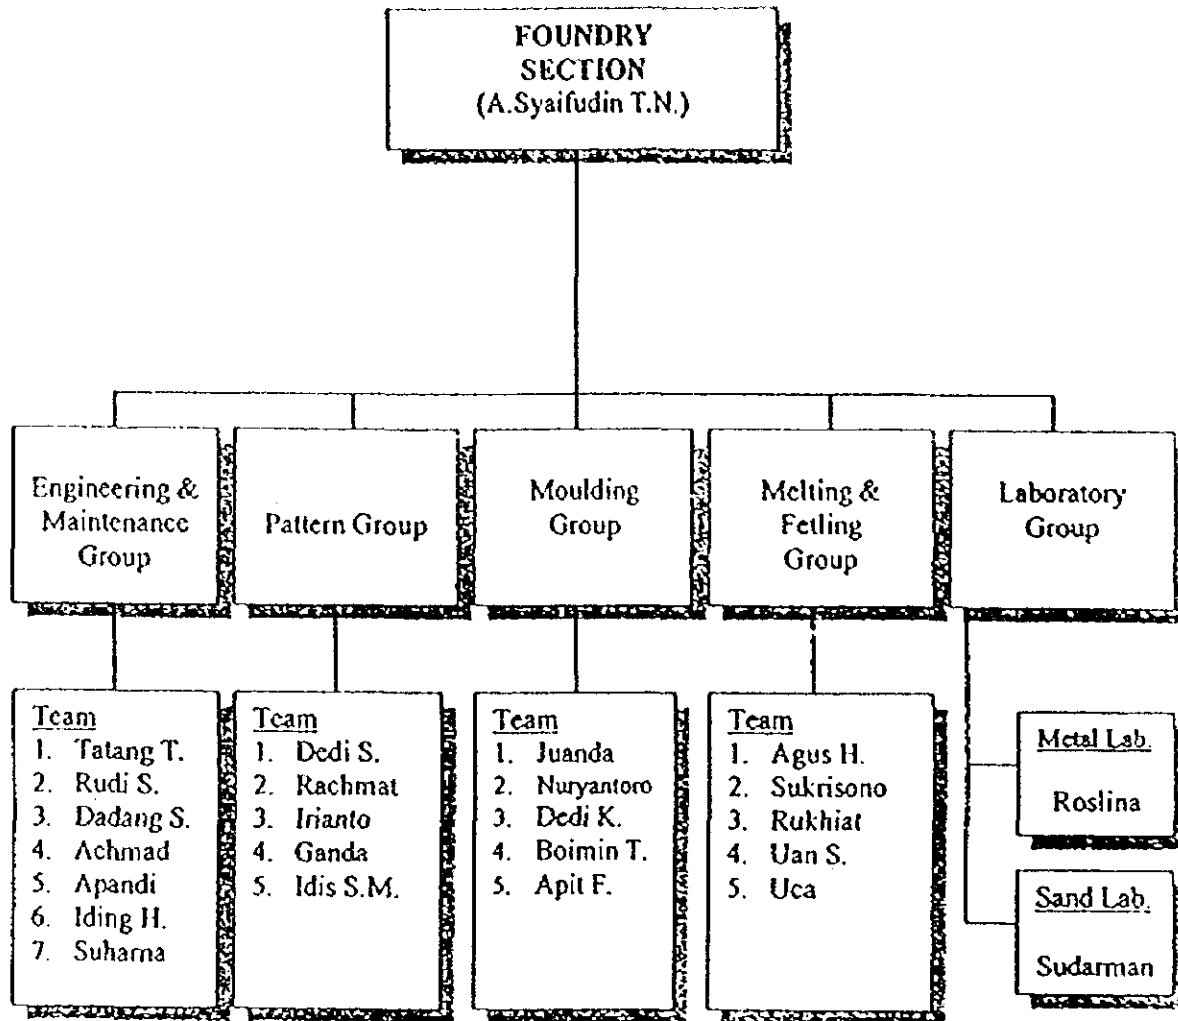 FOUNDRY
SECTION
(A.Syaifudin T.N.)
Engineering &
Maintenance
Group
Pattern Group
Moulding
Group
Melting &
Fetling
Group
Laboratory
Group
Team
1. Tatang T.
2. Rudi S.
3. Dadang S.
4. Achmad
5. Apandi
6. Iding H.
7. Suharna
Team
1. Dedi S.
2. Rachmat
3. Irianto
4. Ganda
5. Idis S.M.
Team
1. Juanda
2. Nuryantoro
3. Dedi K.
4. Boimin T.
5. Apit F.
Team
1. Agus H.
2. Sukrisono
3. Rukhiat
4. Uan S.
5. Uca
Metal Lab.
Roslina
Sand Lab.
Sudarman